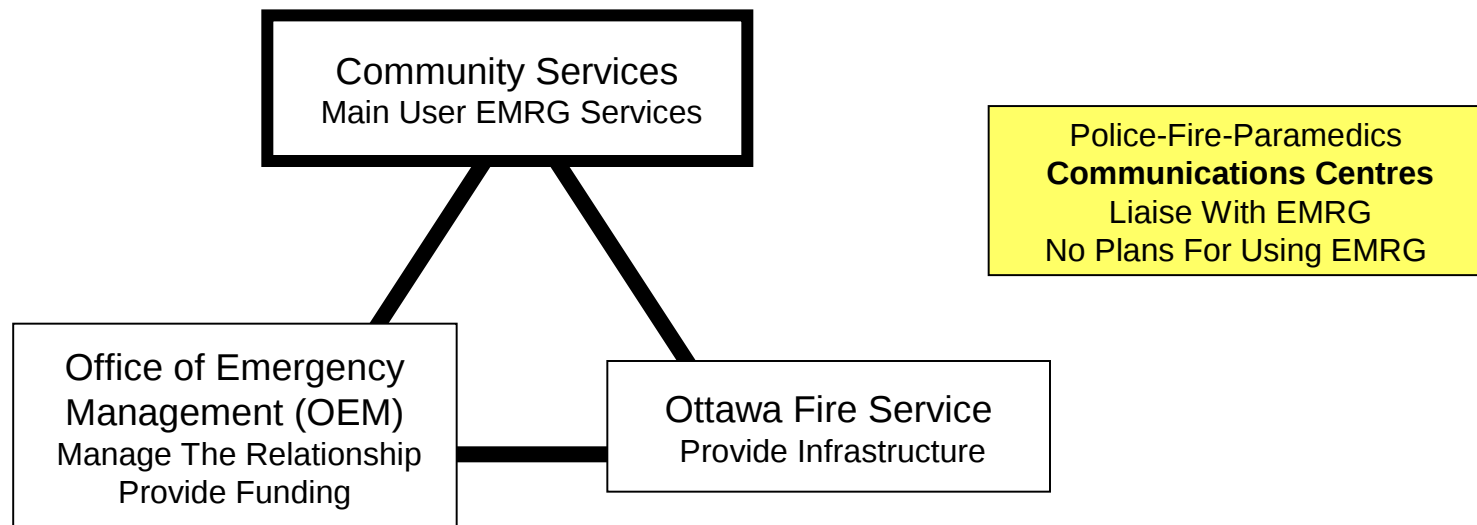 Community Services
Main User EMRG Services
Police-Fire-Paramedics
Communications Centres
Liaise With EMRG
No Plans For Using EMRG
Office of Emergency
Management (OEM)
Manage The Relationship
Provide Funding
Ottawa Fire Service
Provide Infrastructure